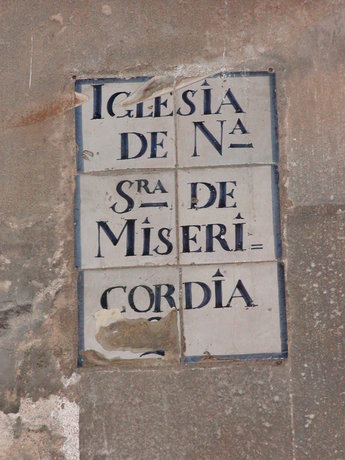 IGLESIA
DE Nᴬ
Sᴿᴬ DE
MISERI=
CORDIA